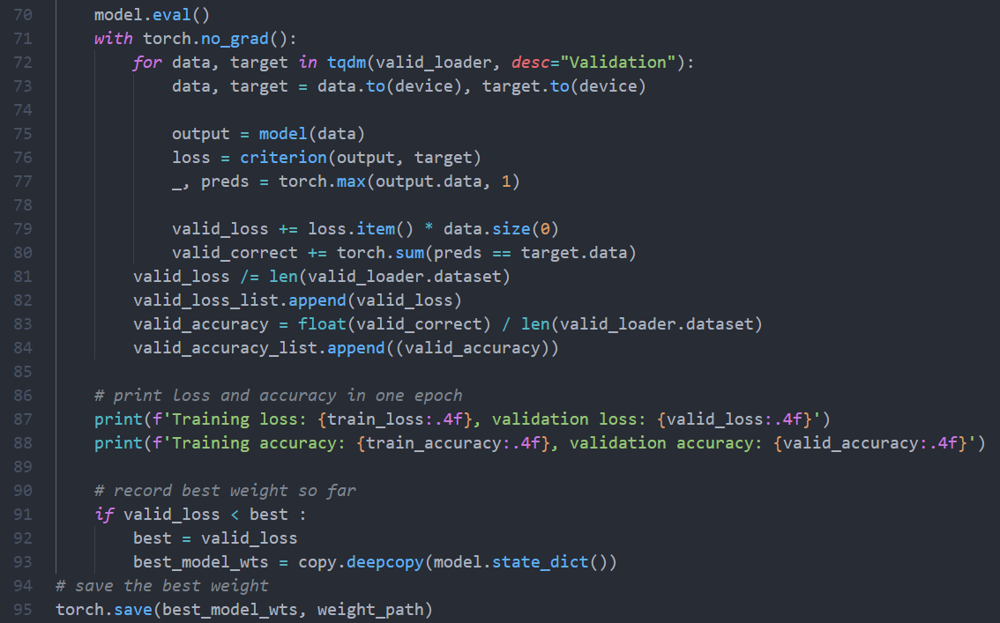 70 model.eval()
71 with torch.no_grad():
72 for data, target in tqdm(valid_loader, desc="Validation"):
73 data, target = data.to(device), target.to(device)
74
75 output = model(data)
76 loss = criterion(output, target)
77 _, preds = torch.max(output.data, 1)
78
79 valid_loss += loss.item() * data.size(0)
80 valid_correct += torch.sum(preds == target.data)
81 valid_loss /= len(valid_loader.dataset)
82 valid_loss_list.append(valid_loss)
83 valid_accuracy = float(valid_correct) / len(valid_loader.dataset)
84 valid_accuracy_list.append((valid_accuracy))
85
86 # print loss and accuracy in one epoch
87 print(f'Training loss: {train_loss:.4f}, validation loss: {valid_loss:.4f}')
88 print(f'Training accuracy: {train_accuracy:.4f}, validation accuracy: {valid_accuracy:.4f}')
89
90 # record best weight so far
91 if valid_loss < best :
92 best = valid_loss
93 best_model_wts = copy.deepcopy(model.state_dict())
94 # save the best weight
95 torch.save(best_model_wts, weight_path)